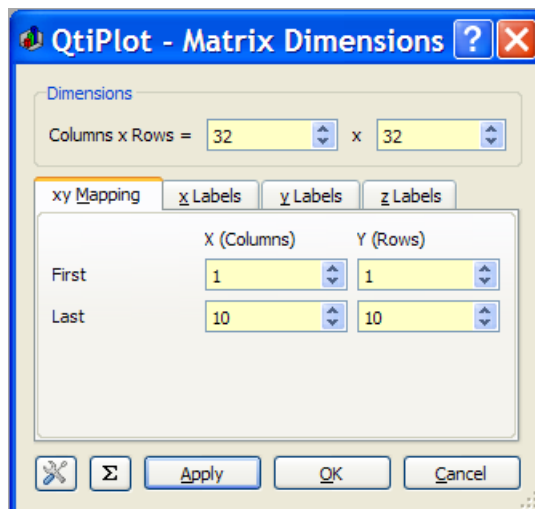 QtiPlot - Matrix Dimensions ?
Dimensions
Columns x Rows = 32 x 32
xy Mapping x Labels y Labels z Labels
X (Columns) Y (Rows)
First 1 1
Last 10 10
Σ Apply OK Cancel